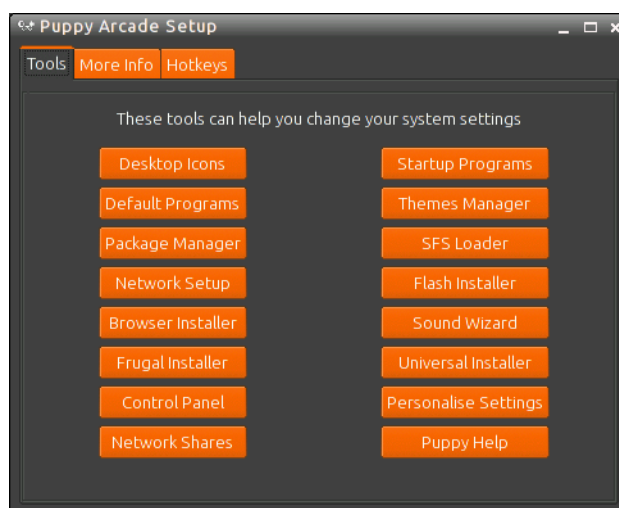 Puppy Arcade Setup
Tools More Info Hotkeys
These tools can help you change your system settings
Desktop Icons Startup Programs
Default Programs Themes Manager
Package Manager SFS Loader
Network Setup Flash Installer
Browser Installer Sound Wizard
Frugal Installer Universal Installer
Control Panel Personalise Settings
Network Shares Puppy Help